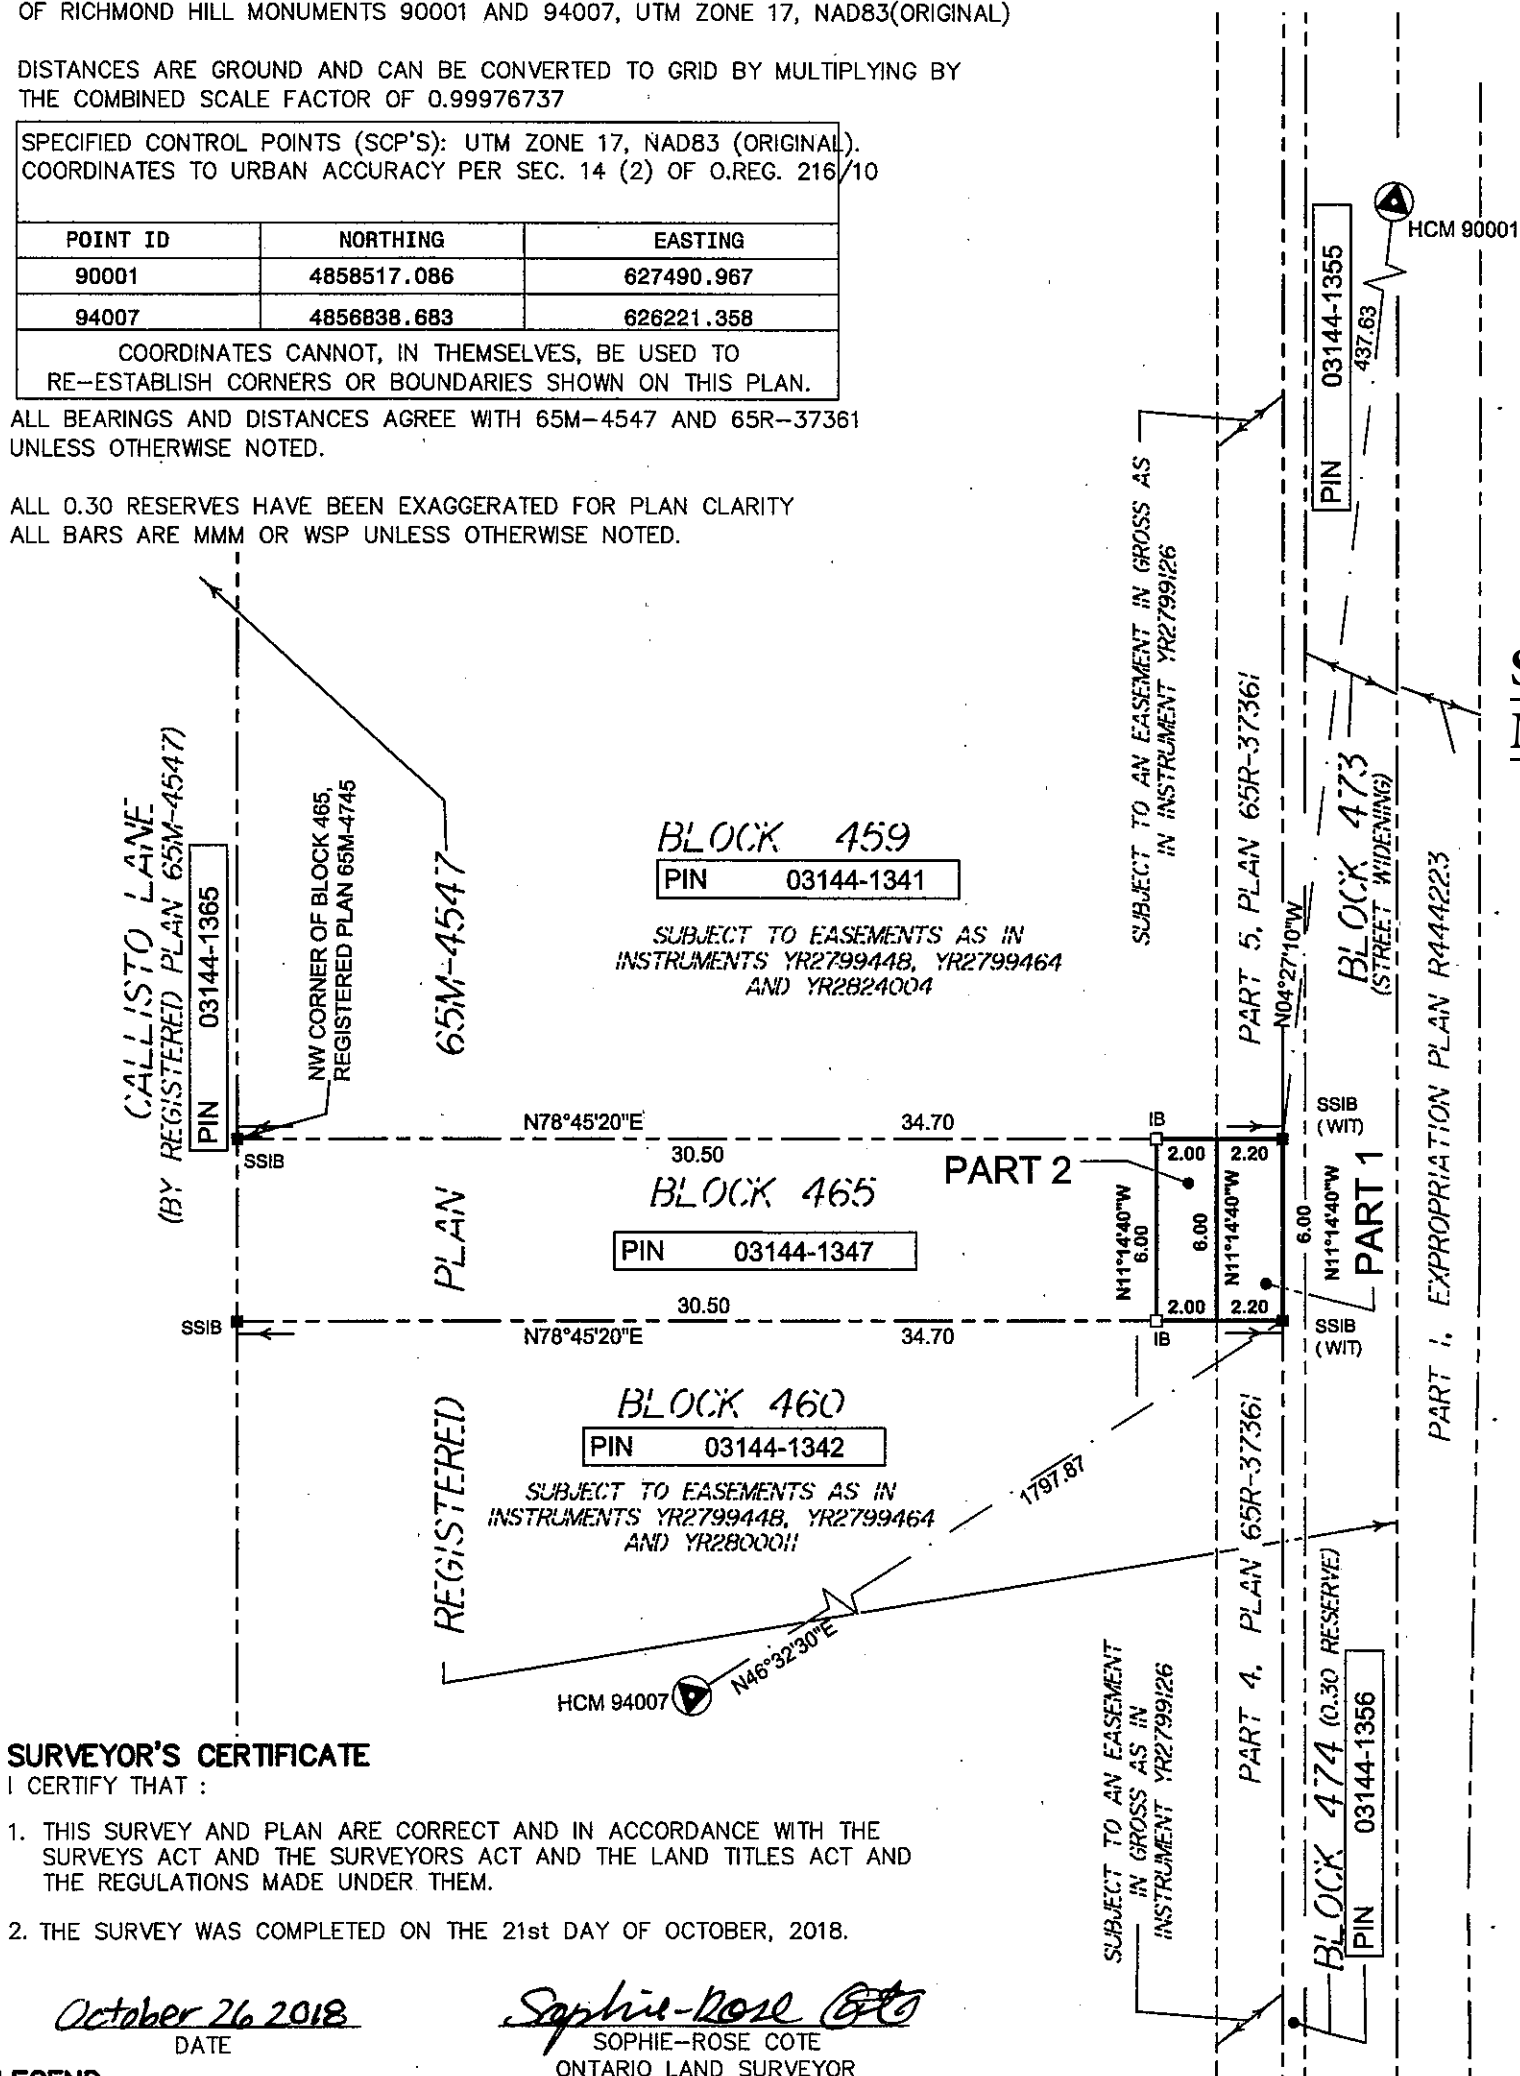 OF RICHMOND HILL MONUMENTS 90001 AND 94007, UTM ZONE 17, NAD83(ORIGINAL)
DISTANCES ARE GROUND AND CAN BE CONVERTED TO GRID BY MULTIPLYING BY
THE COMBINED SCALE FACTOR OF 0.99976737
SPECIFIED CONTROL POINTS (SCP'S): UTM ZONE 17, NAD83 (ORIGINAL).
COORDINATES TO URBAN ACCURACY PER SEC. 14 (2) OF O.REG. 216/10
POINT ID NORTHING EASTING
90001 4858517.086 627490.967
94007 4856838.683 626221.358
COORDINATES CANNOT, IN THEMSELVES, BE USED TO
RE-ESTABLISH CORNERS OR BOUNDARIES SHOWN ON THIS PLAN.
ALL BEARINGS AND DISTANCES AGREE WITH 65M-4547 AND 65R-37361
UNLESS OTHERWISE NOTED.
ALL 0.30 RESERVES HAVE BEEN EXAGGERATED FOR PLAN CLARITY
ALL BARS ARE MMM OR WSP UNLESS OTHERWISE NOTED.
HCM 90001
PIN 03144-1355
437.63
SUBJECT TO AN EASEMENT IN GROSS AS
IN INSTRUMENT YR2799126
PART 5, PLAN 65R-37361
N04°27'10"W
BLOCK 473
(STREET WIDENING)
PART 1, EXPROPRIATION PLAN R444223
CALLISTO LANE
(BY REGISTERED PLAN 65M-4547)
PIN 03144-1365
NW CORNER OF BLOCK 465,
REGISTERED PLAN 65M-4745
REGISTERED PLAN 65M-4547
BLOCK 459
PIN 03144-1341
SUBJECT TO EASEMENTS AS IN
INSTRUMENTS YR2799448, YR2799464
AND YR2824004
SSIB
N78°45'20"E
34.70
30.50
IB
2.00
2.20
SSIB
(WIT)
PART 2
BLOCK 465
PIN 03144-1347
N11°14'40"W
6.00
6.00
N11°14'40"W
6.00
N11°14'40"W
PART 1
SSIB
30.50
N78°45'20"E
34.70
2.00
2.20
IB
SSIB
(WIT)
BLOCK 460
PIN 03144-1342
SUBJECT TO EASEMENTS AS IN
INSTRUMENTS YR2799448, YR2799464
AND YR2800011
1797.87
N46°32'30"E
HCM 94007
PART 4, PLAN 65R-37361
SUBJECT TO AN EASEMENT
IN GROSS AS IN
INSTRUMENT YR2799126
BLOCK 474 (0.30 RESERVE)
PIN 03144-1356
SURVEYOR'S CERTIFICATE
I CERTIFY THAT :
1. THIS SURVEY AND PLAN ARE CORRECT AND IN ACCORDANCE WITH THE
SURVEYS ACT AND THE SURVEYORS ACT AND THE LAND TITLES ACT AND
THE REGULATIONS MADE UNDER THEM.
2. THE SURVEY WAS COMPLETED ON THE 21st DAY OF OCTOBER, 2018.
October 26 2018
DATE
Sophie-Rose Cote
SOPHIE-ROSE COTE
ONTARIO LAND SURVEYOR